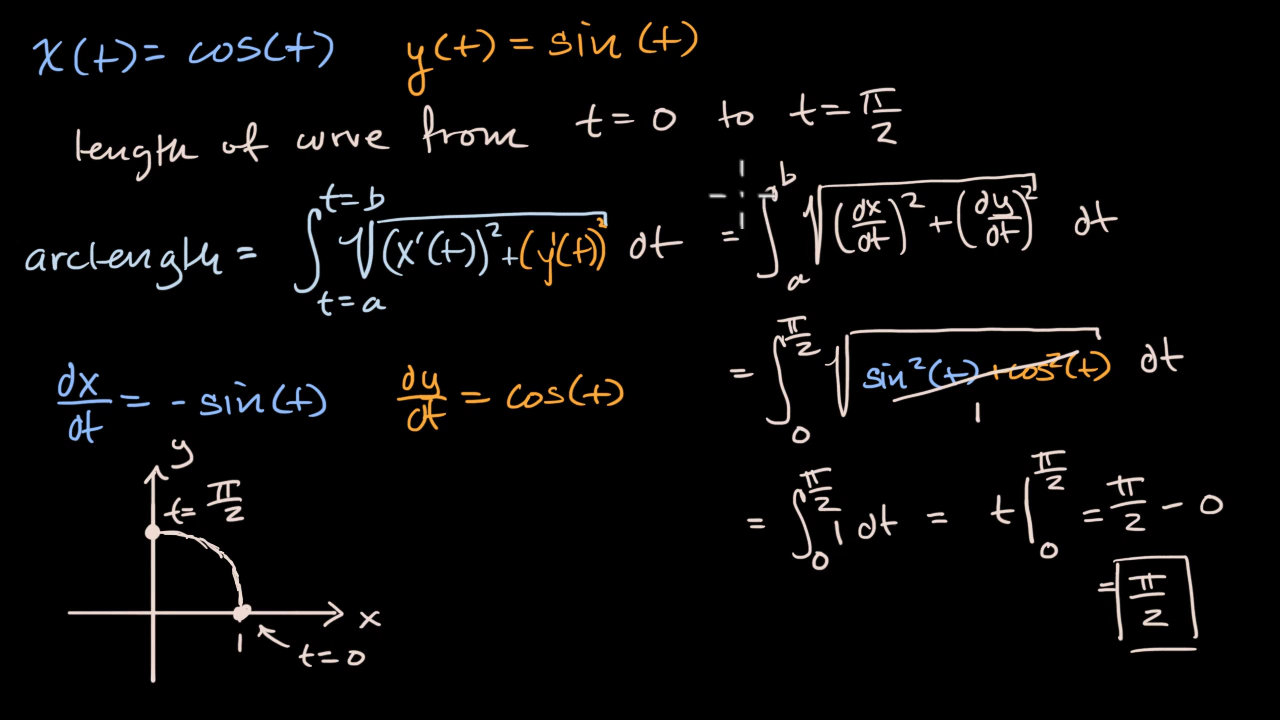 x(t) = cos(t)   y(t) = sin(t)
length of curve from t = 0 to t = π/2
arc length = ∫_{t=a}^{t=b} √((x'(t))² + (y'(t))²) dt = ∫_a^b √((dx/dt)² + (dy/dt)²) dt
= ∫_0^{π/2} √(sin²(t) + cos²(t)) dt
1
dx/dt = -sin(t)   dy/dt = cos(t)
= ∫_0^{π/2} 1 dt = t |_0^{π/2} = π/2 - 0
= π/2
y
t = π/2
x
1
t = 0